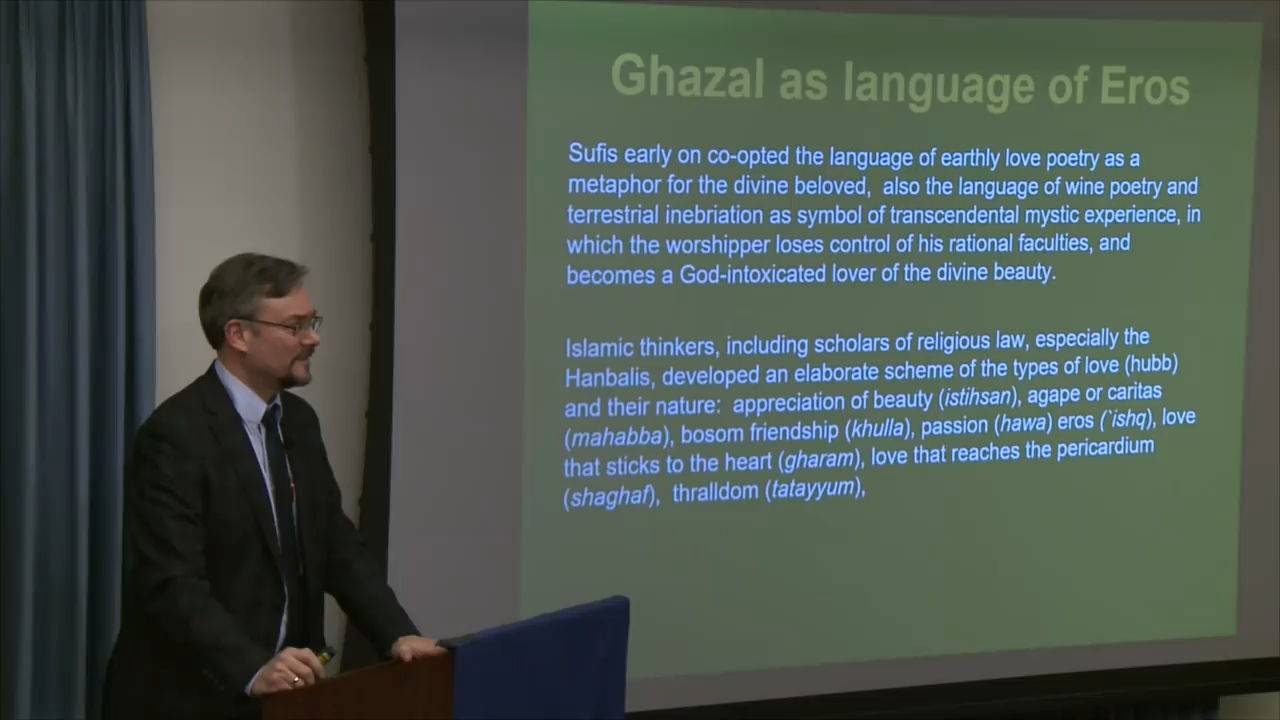 Ghazal as language of Eros
Sufis early on co-opted the language of earthly love poetry as a
metaphor for the divine beloved, also the language of wine poetry and
terrestrial inebriation as symbol of transcendental mystic experience, in
which the worshipper loses control of his rational faculties, and
becomes a God-intoxicated lover of the divine beauty.
Islamic thinkers, including scholars of religious law, especially the
Hanbalis, developed an elaborate scheme of the types of love (hubb)
and their nature: appreciation of beauty (istihsan), agape or caritas
(mahabba), bosom friendship (khulla), passion (hawa) eros (`ishq), love
that sticks to the heart (gharam), love that reaches the pericardium
(shaghaf), thralldom (tatayyum),